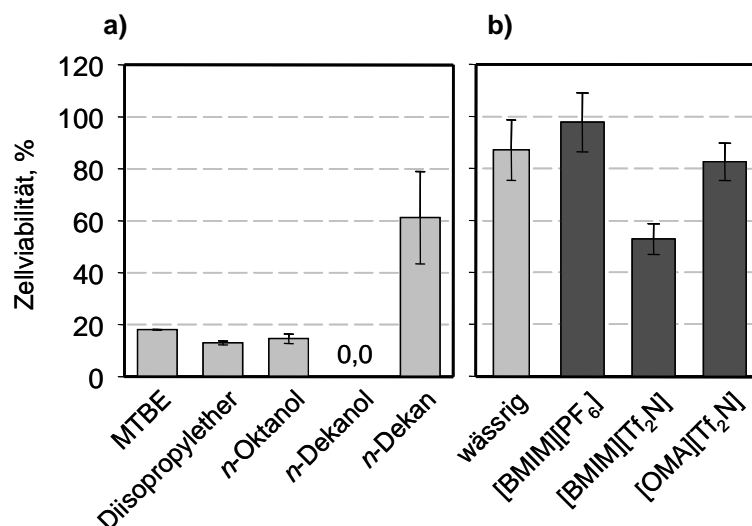 a)
b)
Zellviabilität, %
120
100
80
60
40
20
0
0,0
MTBE
Diisopropylether
n-Oktanol
n-Dekanol
n-Dekan
wässrig
[BMIM][PF₆]
[BMIM][Tf₂N]
[OMA][Tf₂N]